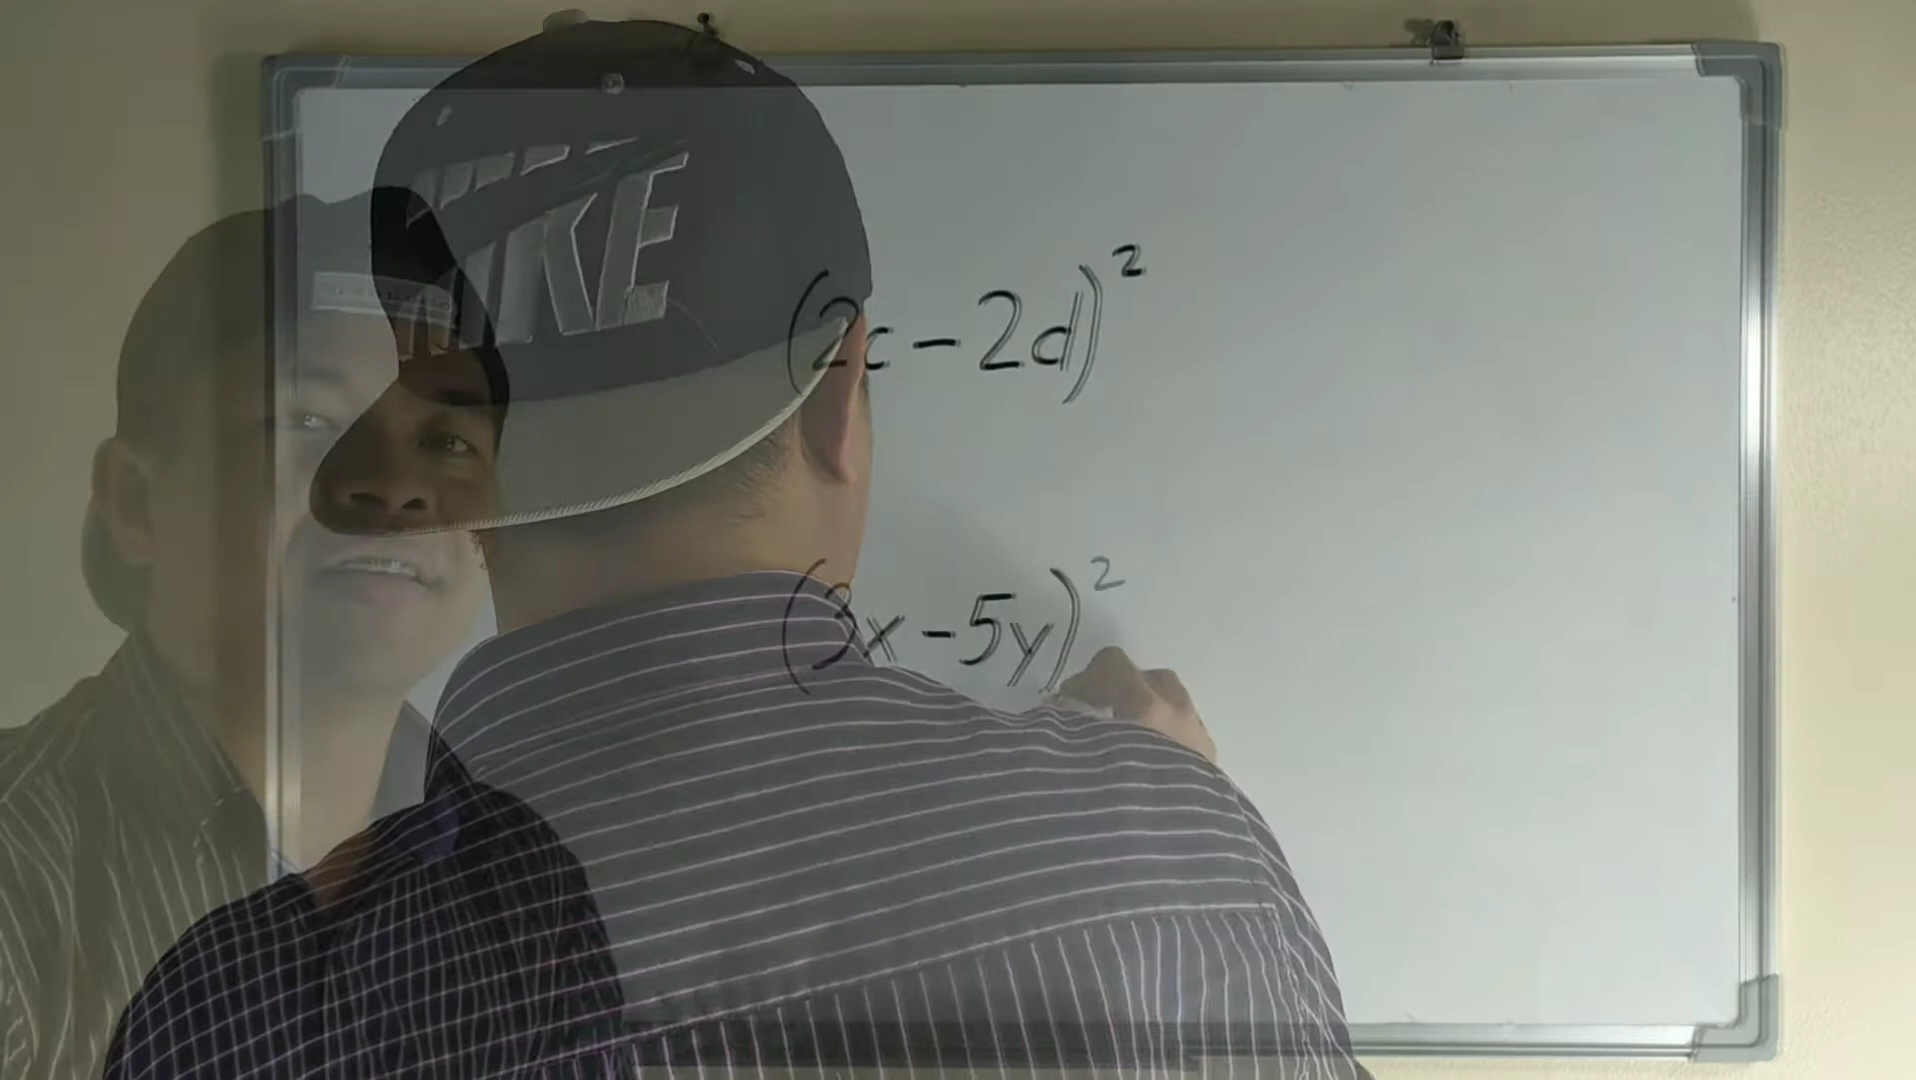 NIKE
(2c - 2d)²
(3x - 5y)²